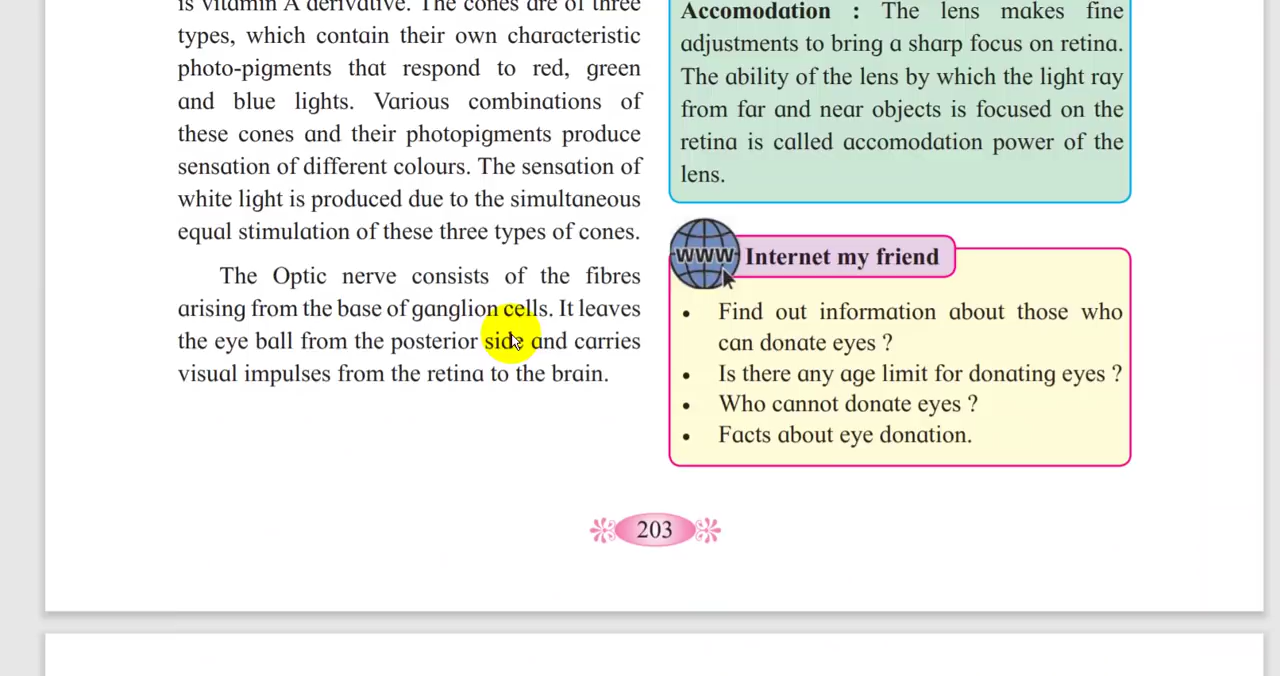 is vitamin A derivative. The cones are of three
types, which contain their own characteristic
photo-pigments that respond to red, green
and blue lights. Various combinations of
these cones and their photopigments produce
sensation of different colours. The sensation of
white light is produced due to the simultaneous
equal stimulation of these three types of cones.
The Optic nerve consists of the fibres
arising from the base of ganglion cells. It leaves
the eye ball from the posterior side and carries
visual impulses from the retina to the brain.
Accomodation : The lens makes fine
adjustments to bring a sharp focus on retina.
The ability of the lens by which the light ray
from far and near objects is focused on the
retina is called accomodation power of the
lens.
www Internet my friend
• Find out information about those who
can donate eyes ?
• Is there any age limit for donating eyes ?
• Who cannot donate eyes ?
• Facts about eye donation.
203